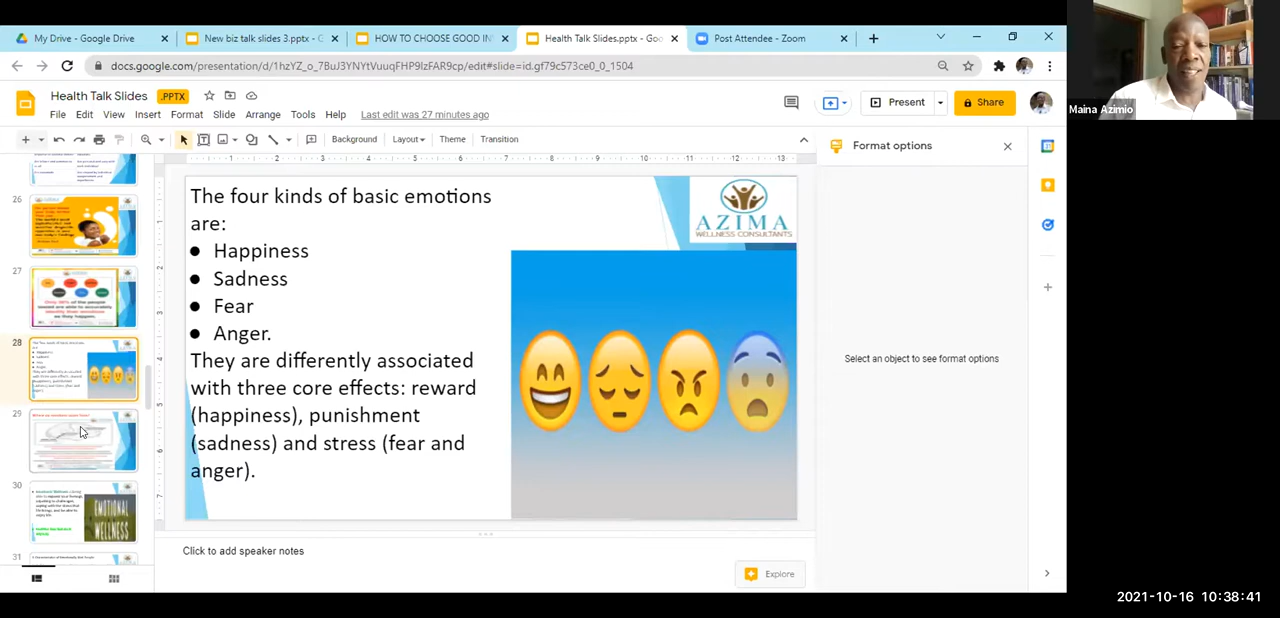 My Drive - Google Drive
New biz talk slides 3.pptx - G
HOW TO CHOOSE GOOD IN
Health Talk Slides.pptx - Goo
Post Attendee - Zoom
docs.google.com/presentation/d/1hzYZ_o_7BuJ3YNYtVuuqFHP9lzFAR9cp/edit#slide=id.gf79c573ce0_0_1504
Health Talk Slides .PPTX
File Edit View Insert Format Slide Arrange Tools Help Last edit was 27 minutes ago
Present
Share
Maina Azimio
Background Layout Theme Transition
Format options
The four kinds of basic emotions
are:
Happiness
Sadness
Fear
Anger.
They are differently associated
with three core effects: reward
(happiness), punishment
(sadness) and stress (fear and
anger).
AZIMA
WELLNESS CONSULTANTS
Select an object to see format options
26
27
28
29
30
EMOTIONAL
WELLNESS
31
Click to add speaker notes
Explore
2021-10-16 10:38:41